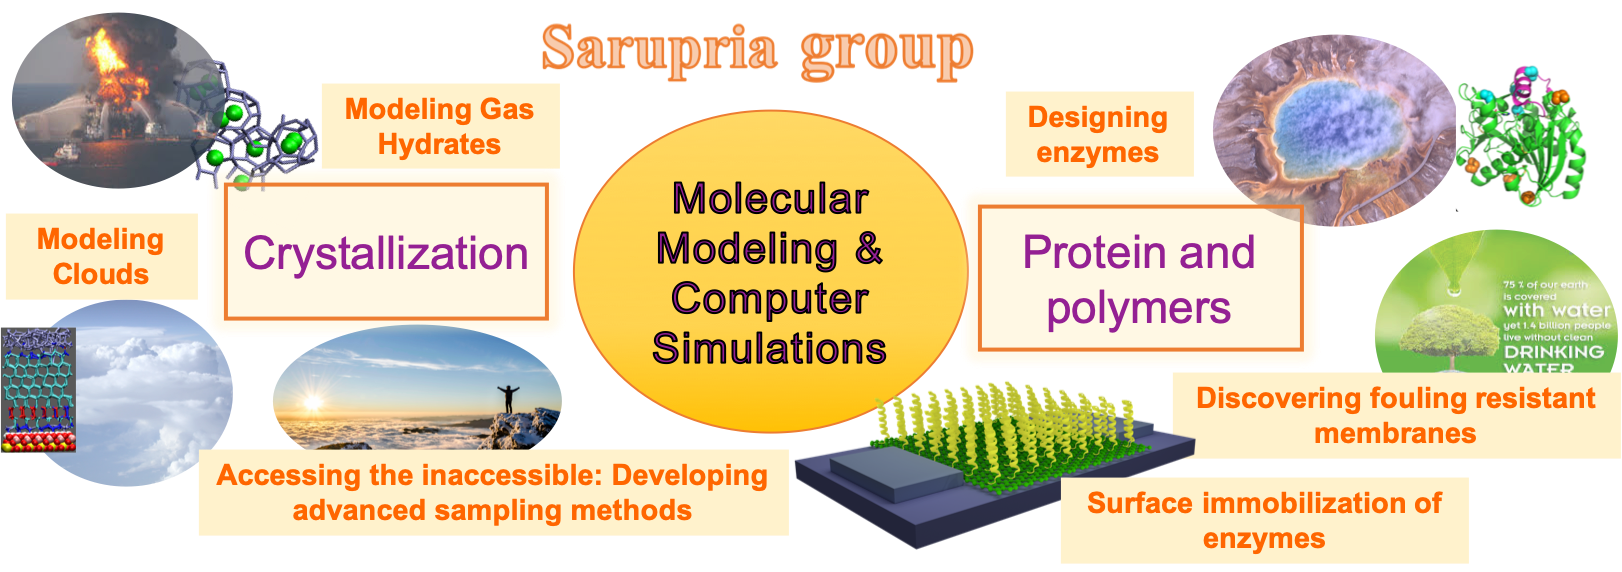 Sarupria group
Modeling Gas
Hydrates
Designing
enzymes
Molecular
Modeling &
Computer
Simulations
Modeling
Clouds
Crystallization
Protein and
polymers
75 % of our earth
is covered
with water
yet 1.4 billion people
live without clean
DRINKING
WATER
Discovering fouling resistant
membranes
Accessing the inaccessible: Developing
advanced sampling methods
Surface immobilization of
enzymes